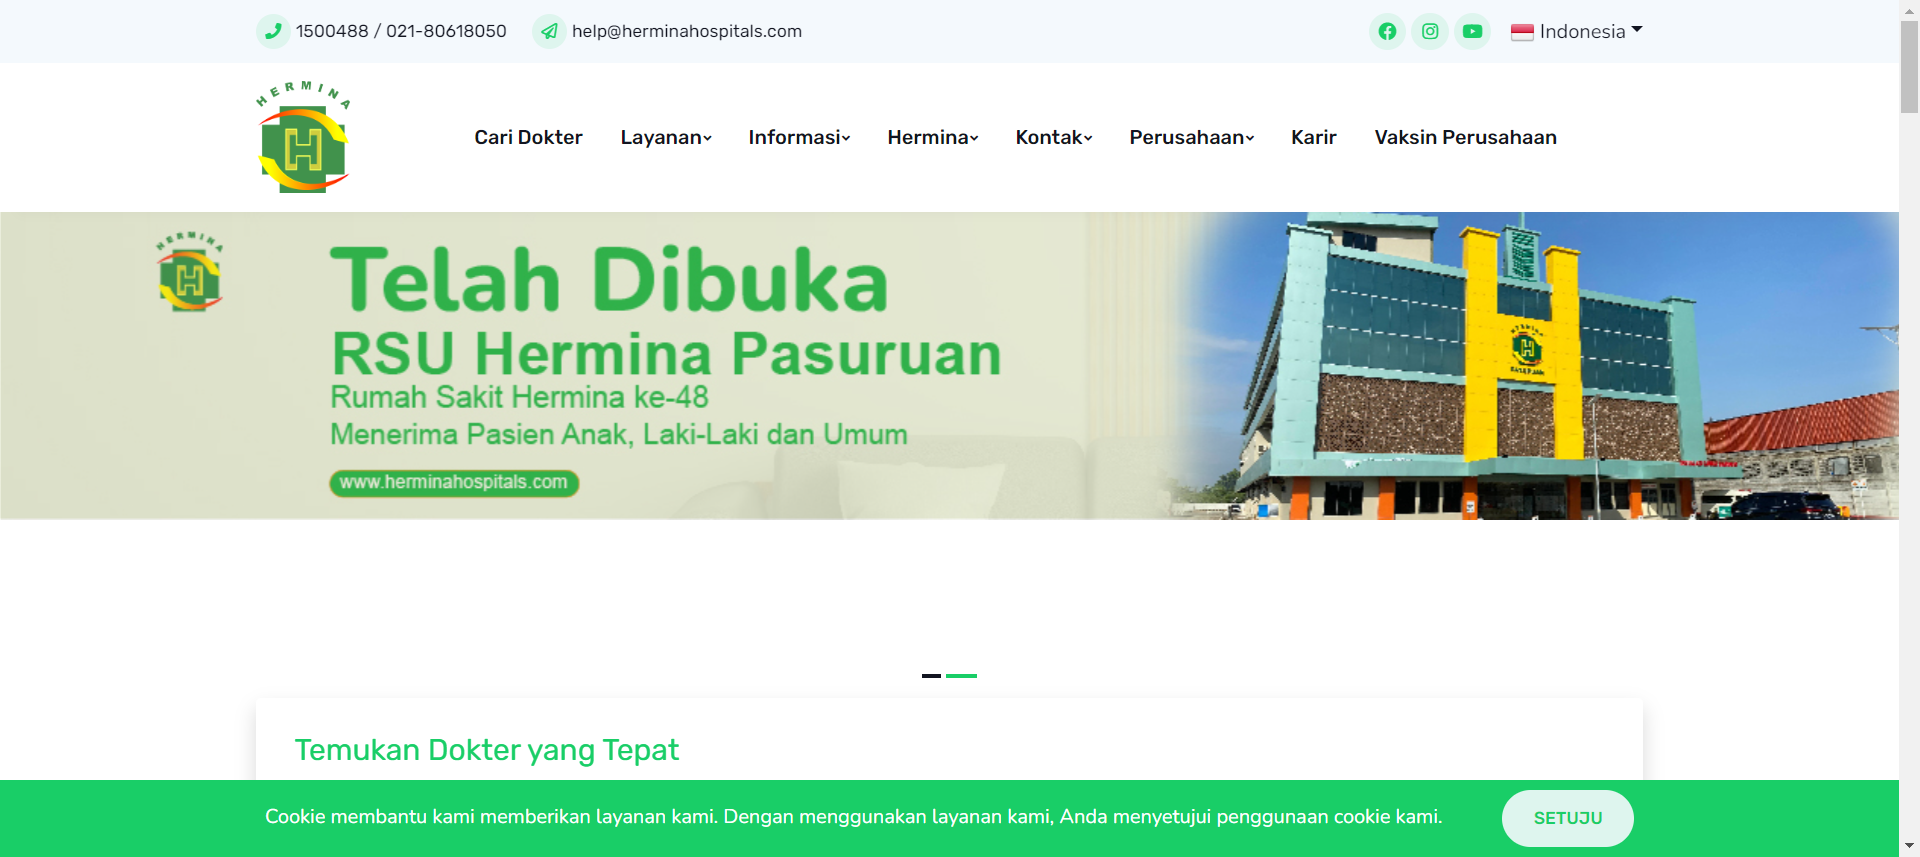 1500488 / 021-80618050
help@herminahospitals.com
Indonesia
HERMINA
H
Cari Dokter
Layanan
Informasi
Hermina
Kontak
Perusahaan
Karir
Vaksin Perusahaan
HERMINA
H
Telah Dibuka
RSU Hermina Pasuruan
Rumah Sakit Hermina ke-48
Menerima Pasien Anak, Laki-Laki dan Umum
www.herminahospitals.com
HERMINA
H
Temukan Dokter yang Tepat
Cookie membantu kami memberikan layanan kami. Dengan menggunakan layanan kami, Anda menyetujui penggunaan cookie kami.
SETUJU